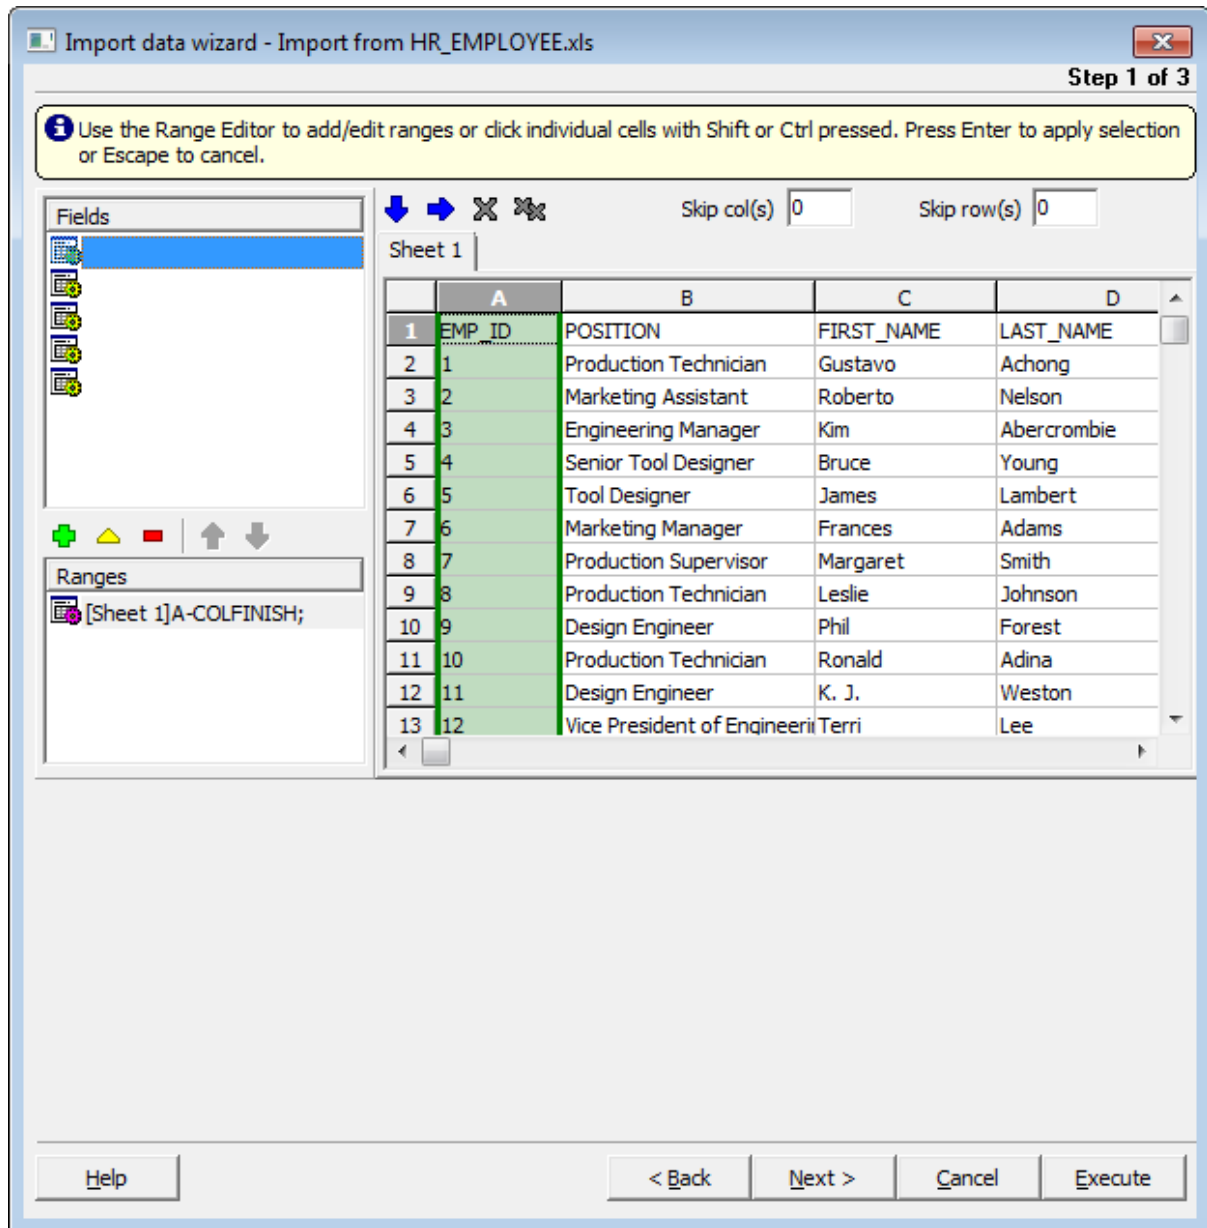 Import data wizard - Import from HR_EMPLOYEE.xls
Step 1 of 3
Use the Range Editor to add/edit ranges or click individual cells with Shift or Ctrl pressed. Press Enter to apply selection
or Escape to cancel.
Fields
Skip col(s) 0 Skip row(s) 0
Sheet 1
A B C D
1 EMP_ID POSITION FIRST_NAME LAST_NAME
2 1 Production Technician Gustavo Achong
3 2 Marketing Assistant Roberto Nelson
4 3 Engineering Manager Kim Abercrombie
5 4 Senior Tool Designer Bruce Young
6 5 Tool Designer James Lambert
7 6 Marketing Manager Frances Adams
8 7 Production Supervisor Margaret Smith
9 8 Production Technician Leslie Johnson
10 9 Design Engineer Phil Forest
11 10 Production Technician Ronald Adina
12 11 Design Engineer K. J. Weston
13 12 Vice President of Engineeri Terri Lee
Ranges
[Sheet 1]A-COLFINISH;
Help < Back Next > Cancel Execute